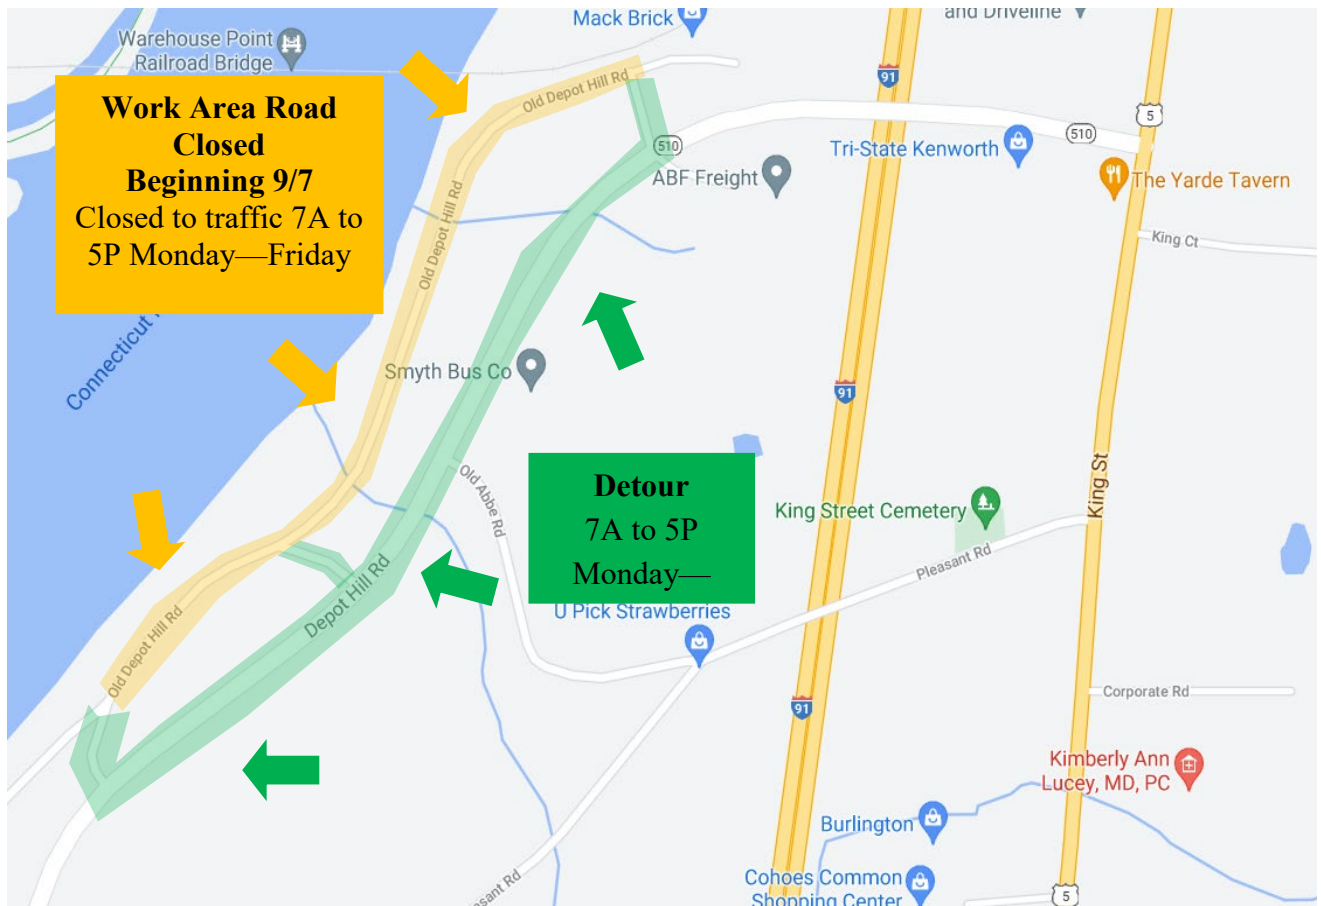 Mack Brick
and Driveline
Warehouse Point
Railroad Bridge
Work Area Road
Closed
Beginning 9/7
Closed to traffic 7A to
5P Monday—Friday
Old Depot Hill Rd
91
5
510
510
Tri-State Kenworth
ABF Freight
The Yarde Tavern
King Ct
Old Depot Hill Rd
Connecticut
Smyth Bus Co
91
Old Abbe Rd
Detour
7A to 5P
Monday—
King Street Cemetery
King St
Pleasant Rd
Depot Hill Rd
U Pick Strawberries
Old Depot Hill Rd
91
Corporate Rd
Kimberly Ann
Lucey, MD, PC
Burlington
Cohoes Common
Shopping Center
easant Rd
5